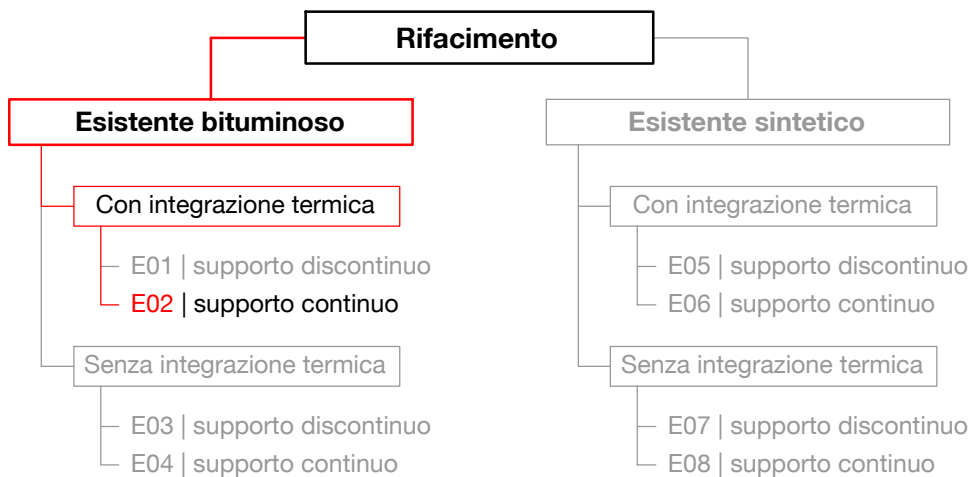 Rifacimento
Esistente bituminoso
Con integrazione termica
E01 | supporto discontinuo
E02 | supporto continuo
Senza integrazione termica
E03 | supporto discontinuo
E04 | supporto continuo
Esistente sintetico
Con integrazione termica
E05 | supporto discontinuo
E06 | supporto continuo
Senza integrazione termica
E07 | supporto discontinuo
E08 | supporto continuo